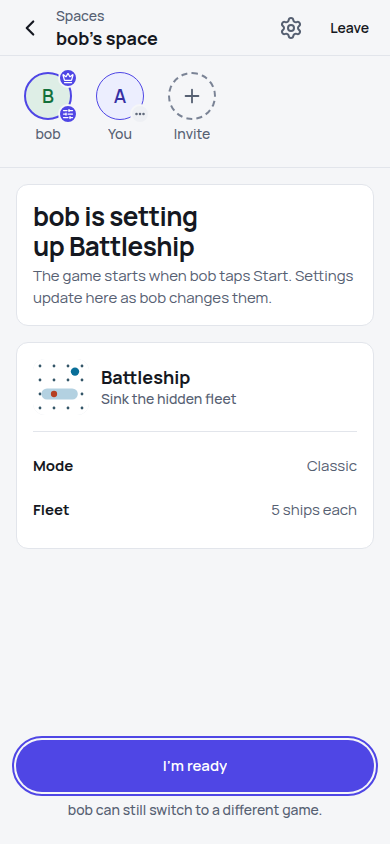 Spaces
bob's space
Leave
B
A
bob
You
Invite
bob is setting
up Battleship
The game starts when bob taps Start. Settings
update here as bob changes them.
Battleship
Sink the hidden fleet
Mode
Classic
Fleet
5 ships each
I'm ready
bob can still switch to a different game.